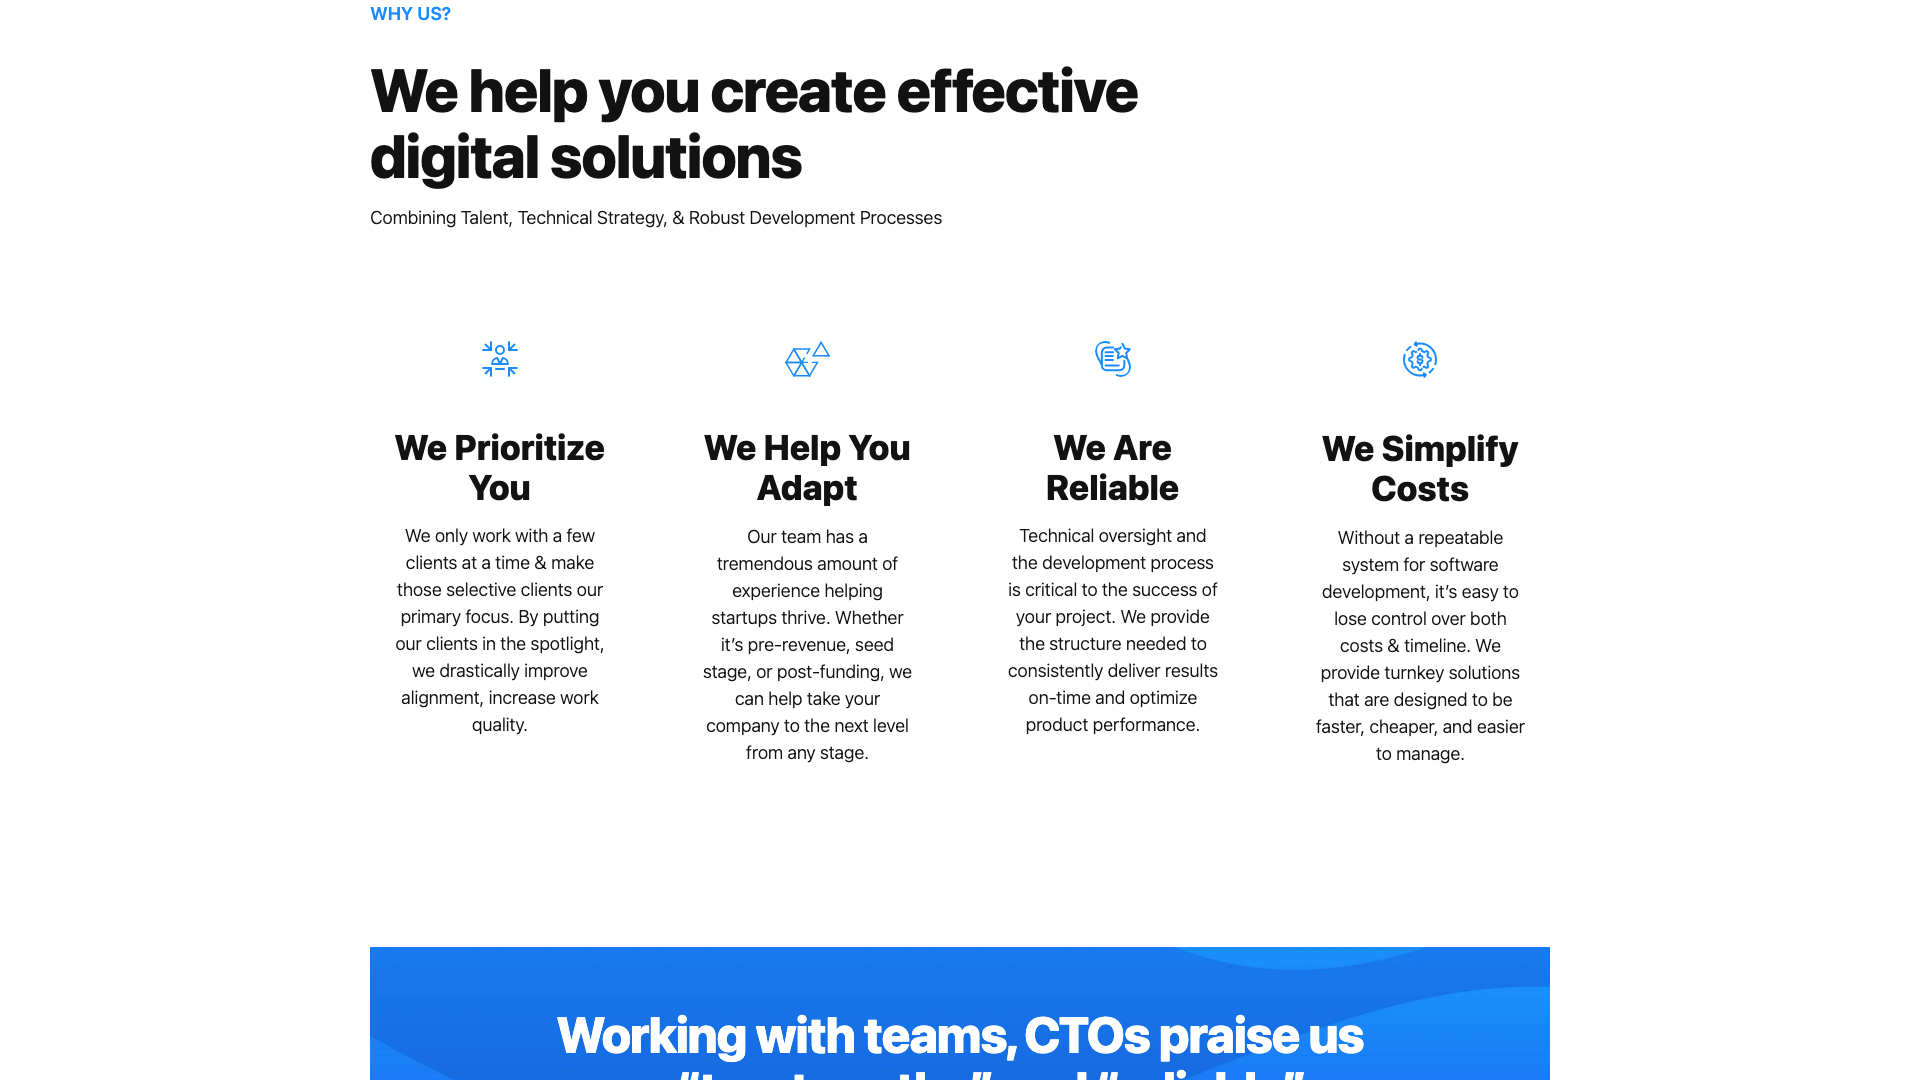 WHY US?
We help you create effective
digital solutions
Combining Talent, Technical Strategy, & Robust Development Processes
We Prioritize
You
We only work with a few
clients at a time & make
those selective clients our
primary focus. By putting
our clients in the spotlight,
we drastically improve
alignment, increase work
quality.
We Help You
Adapt
Our team has a
tremendous amount of
experience helping
startups thrive. Whether
it’s pre-revenue, seed
stage, or post-funding, we
can help take your
company to the next level
from any stage.
We Are
Reliable
Technical oversight and
the development process
is critical to the success of
your project. We provide
the structure needed to
consistently deliver results
on-time and optimize
product performance.
We Simplify
Costs
Without a repeatable
system for software
development, it’s easy to
lose control over both
costs & timeline. We
provide turnkey solutions
that are designed to be
faster, cheaper, and easier
to manage.
Working with teams, CTOs praise us